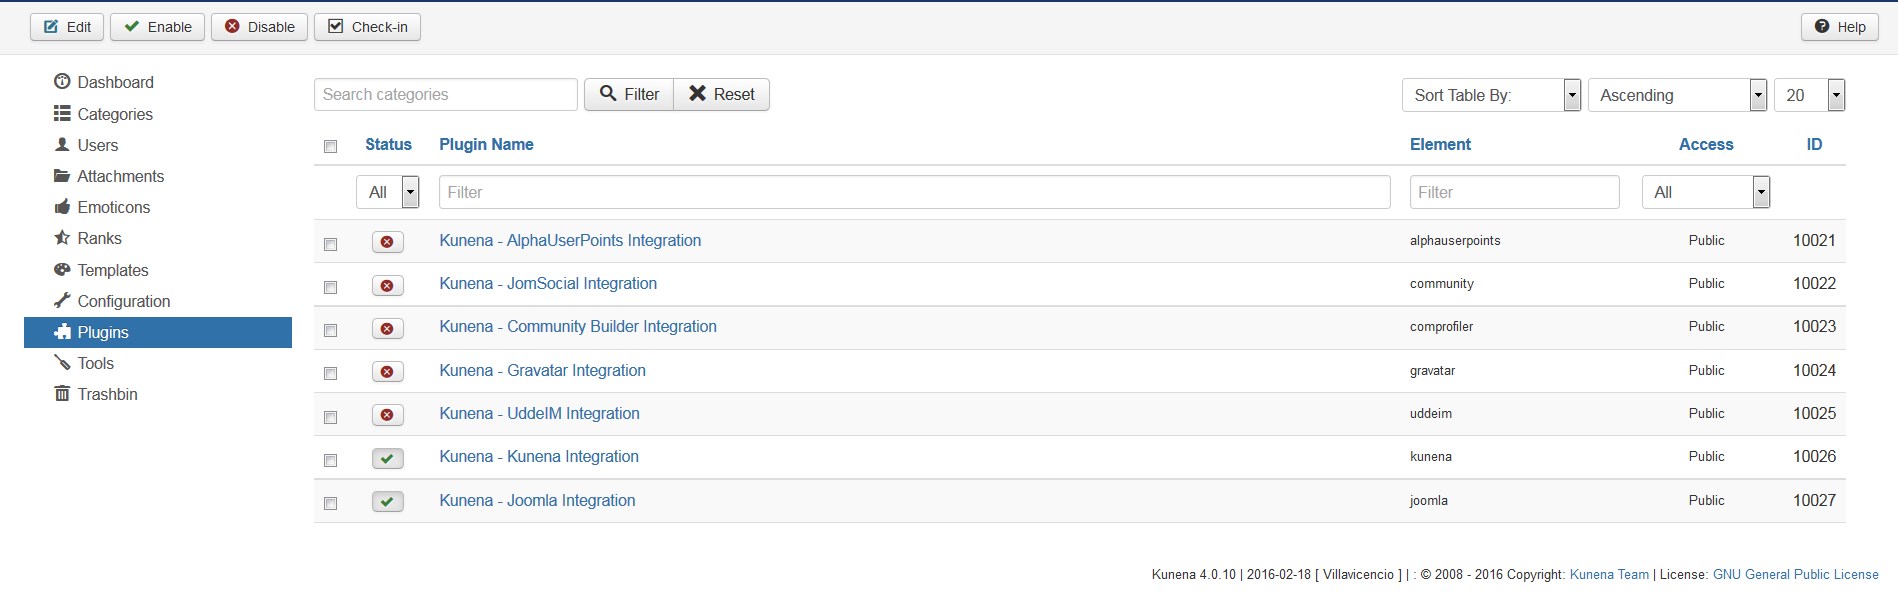 Edit Enable Disable Check-in Help
Dashboard
Categories
Users
Attachments
Emoticons
Ranks
Templates
Configuration
Plugins
Tools
Trashbin
Search categories Filter Reset Sort Table By: Ascending 20
Status Plugin Name Element Access ID
All Filter Filter All
Kunena - AlphaUserPoints Integration alphauserpoints Public 10021
Kunena - JomSocial Integration community Public 10022
Kunena - Community Builder Integration comprofiler Public 10023
Kunena - Gravatar Integration gravatar Public 10024
Kunena - UddeIM Integration uddeim Public 10025
Kunena - Kunena Integration kunena Public 10026
Kunena - Joomla Integration joomla Public 10027
Kunena 4.0.10 | 2016-02-18 [ Villavicencio ] | : © 2008 - 2016 Copyright: Kunena Team | License: GNU General Public License